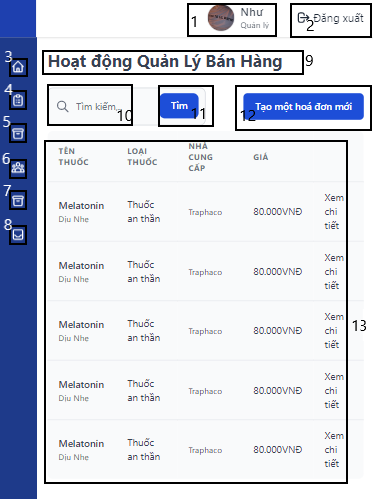 1
Như
Quản lý
2
Đăng xuất
3
Hoạt động Quản Lý Bán Hàng
9
4
Tìm kiếm
10
Tìm
11
Tạo một hoá đơn mới
12
5
TÊN THUỐC
LOẠI THUỐC
NHÀ CUNG CẤP
GIÁ
6
Melatonin
Dịu Nhe
Thuốc an thần
Traphaco
80.000VNĐ
Xem chi tiết
7
8
Melatonin
Dịu Nhe
Thuốc an thần
Traphaco
80.000VNĐ
Xem chi tiết
Melatonin
Dịu Nhe
Thuốc an thần
Traphaco
80.000VNĐ
Xem chi tiết
13
Melatonin
Dịu Nhe
Thuốc an thần
Traphaco
80.000VNĐ
Xem chi tiết
Melatonin
Dịu Nhe
Thuốc an thần
Traphaco
80.000VNĐ
Xem chi tiết